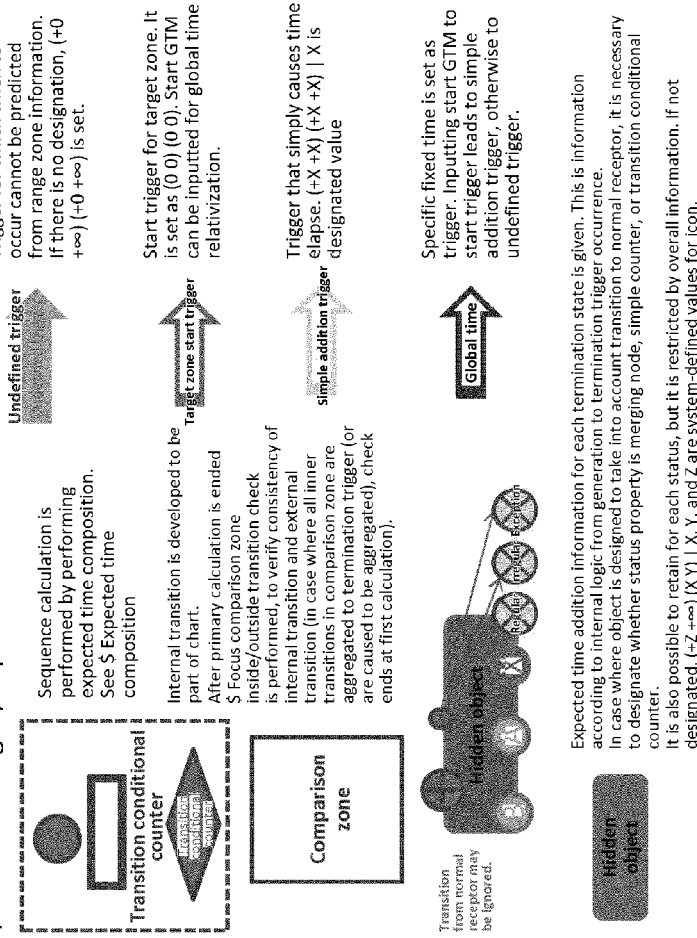 Transition conditional
counter
Transition
conditional
counter
Sequence calculation is
performed by performing
expected time composition.
See $ Expected time
composition
Undefined trigger
occur cannot be predicted
from range zone information.
If there is no designation, (+0
+∞) (+0 +∞) is set.
Comparison
zone
Internal transition is developed to be
part of chart.
After primary calculation is ended
$ Focus comparison zone
inside/outside transition check
is performed, to verify consistency of
internal transition and external
transition (in case where all inner
transitions in comparison zone are
aggregated to termination trigger (or
are caused to be aggregated), check
ends at first calculation).
Target zone start trigger
Start trigger for target zone. It
is set as (0 0) (0 0). Start GTM
can be inputted for global time
relativization.
Simple addition trigger
Trigger that simply causes time
elapse. (+X +X) (+X +X) | X is
designated value
Transition
from normal
receptor may
be ignored.
Hidden object
B
A
X
Regular
Irregular
Exception
Global time
Specific fixed time is set as
trigger. Inputting start GTM to
start trigger leads to simple
addition trigger, otherwise to
undefined trigger.
Hidden
object
Expected time addition information for each termination state is given. This is information
according to internal logic from generation to termination trigger occurrence.
In case where object is designed to take into account transition to normal receptor, it is necessary
to designate whether status property is merging node, simple counter, or transition conditional
counter.
It is also possible to retain for each status, but it is restricted by overall information. If not
designated, (+Z +∞) (X Y) | X, Y, and Z are system-defined values for icon.